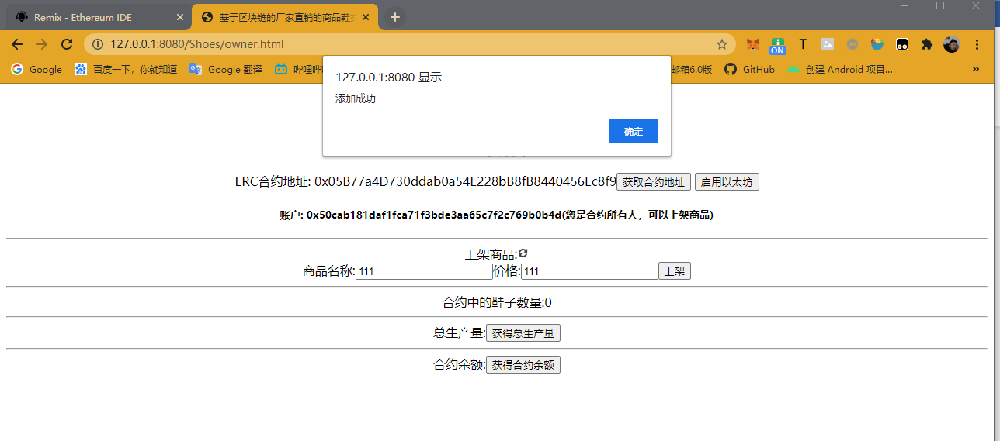 Remix - Ethereum IDE
基于区块链的厂家直销的商品鞋
127.0.0.1:8080/Shoes/owner.html
ON
Google
百度一下，你就知道
Google 翻译
哔哩哔
邮箱6.0版
GitHub
创建 Android 项目...
127.0.0.1:8080 显示
添加成功
确定
ERC合约地址: 0x05B77a4D730ddab0a54E228bB8fB8440456Ec8f9 获取合约地址 启用以太坊
账户: 0x50cab181daf1fca71f3bde3aa65c7f2c769b0b4d(您是合约所有人，可以上架商品)
上架商品:
商品名称: 111 价格: 111 上架
合约中的鞋子数量:0
总生产量: 获得总生产量
合约余额: 获得合约余额